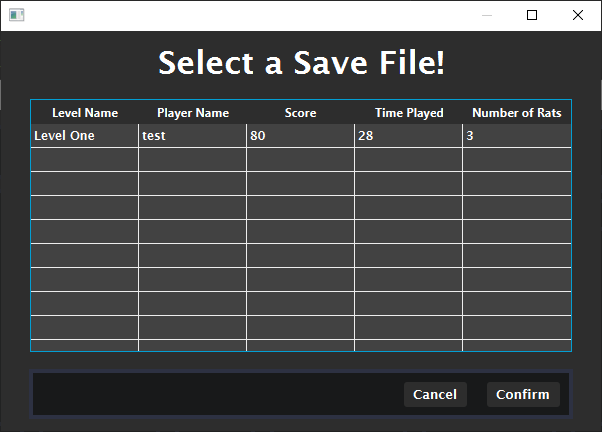 Select a Save File!
Level Name Player Name Score Time Played Number of Rats
Level One test 80 28 3
Cancel Confirm